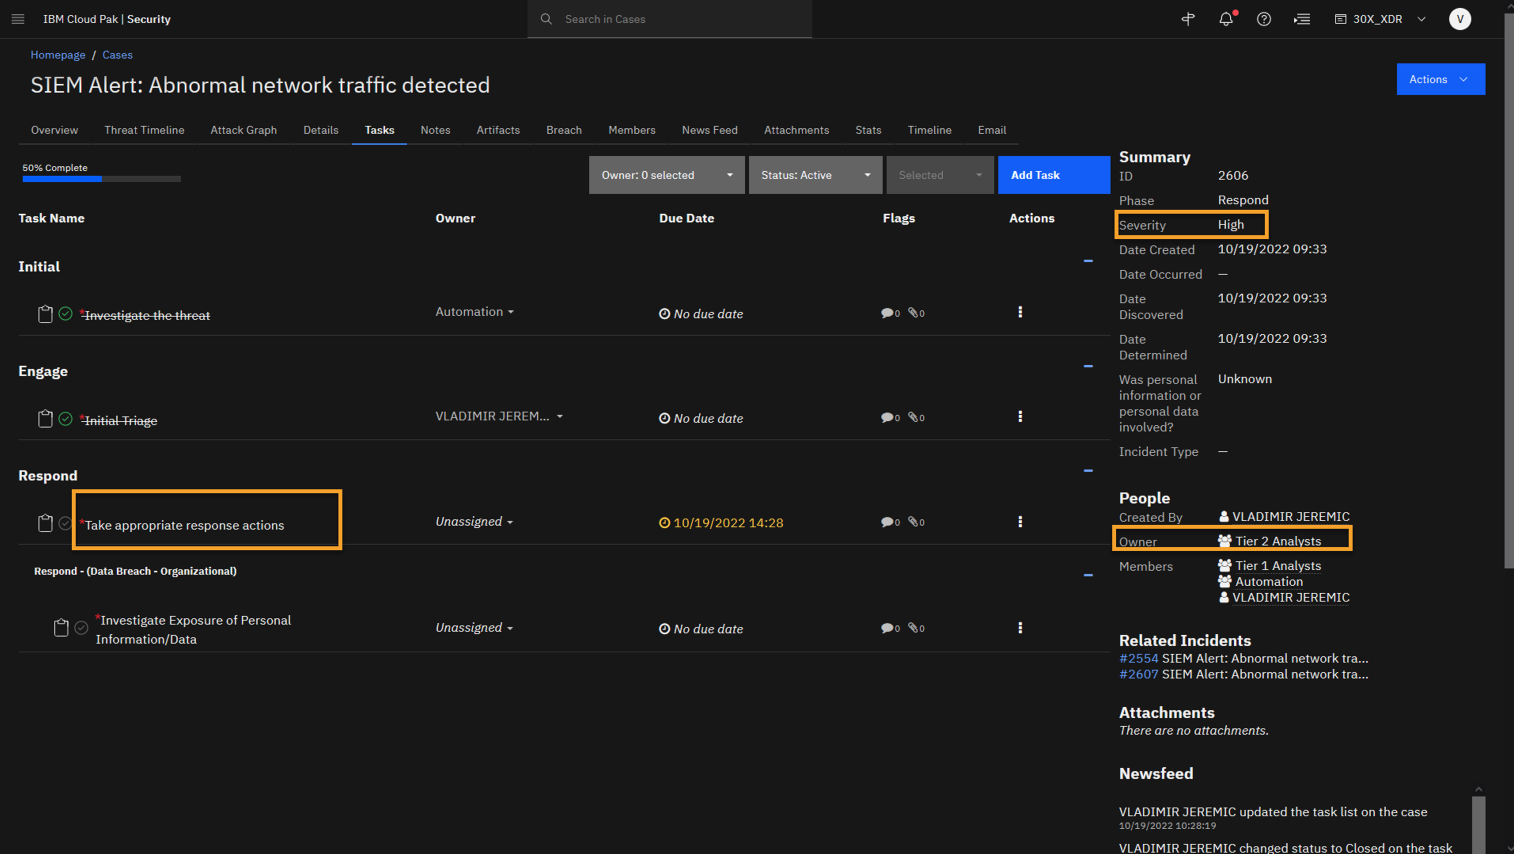 IBM Cloud Pak | Security
Search in Cases
30X_XDR
V
Homepage / Cases
SIEM Alert: Abnormal network traffic detected
Actions
Overview Threat Timeline Attack Graph Details Tasks Notes Artifacts Breach Members News Feed Attachments Stats Timeline Email
50% Complete
Owner: 0 selected
Status: Active
Selected
Add Task
Task Name Owner Due Date Flags Actions
Initial
*Investigate the threat Automation No due date 0 0
Engage
*Initial Triage VLADIMIR JEREM... No due date 0 0
Respond
*Take appropriate response actions Unassigned 10/19/2022 14:28 0 0
Respond - (Data Breach - Organizational)
*Investigate Exposure of Personal
Information/Data
Unassigned No due date 0 0
Summary
ID 2606
Phase Respond
Severity High
Date Created 10/19/2022 09:33
Date Occurred —
Date
Discovered
10/19/2022 09:33
Date
Determined
10/19/2022 09:33
Was personal
information or
personal data
involved?
Unknown
Incident Type —
People
Created By VLADIMIR JEREMIC
Owner Tier 2 Analysts
Members Tier 1 Analysts
Automation
VLADIMIR JEREMIC
Related Incidents
#2554 SIEM Alert: Abnormal network tra...
#2607 SIEM Alert: Abnormal network tra...
Attachments
There are no attachments.
Newsfeed
VLADIMIR JEREMIC updated the task list on the case
10/19/2022 10:28:19
VLADIMIR JEREMIC changed status to Closed on the task